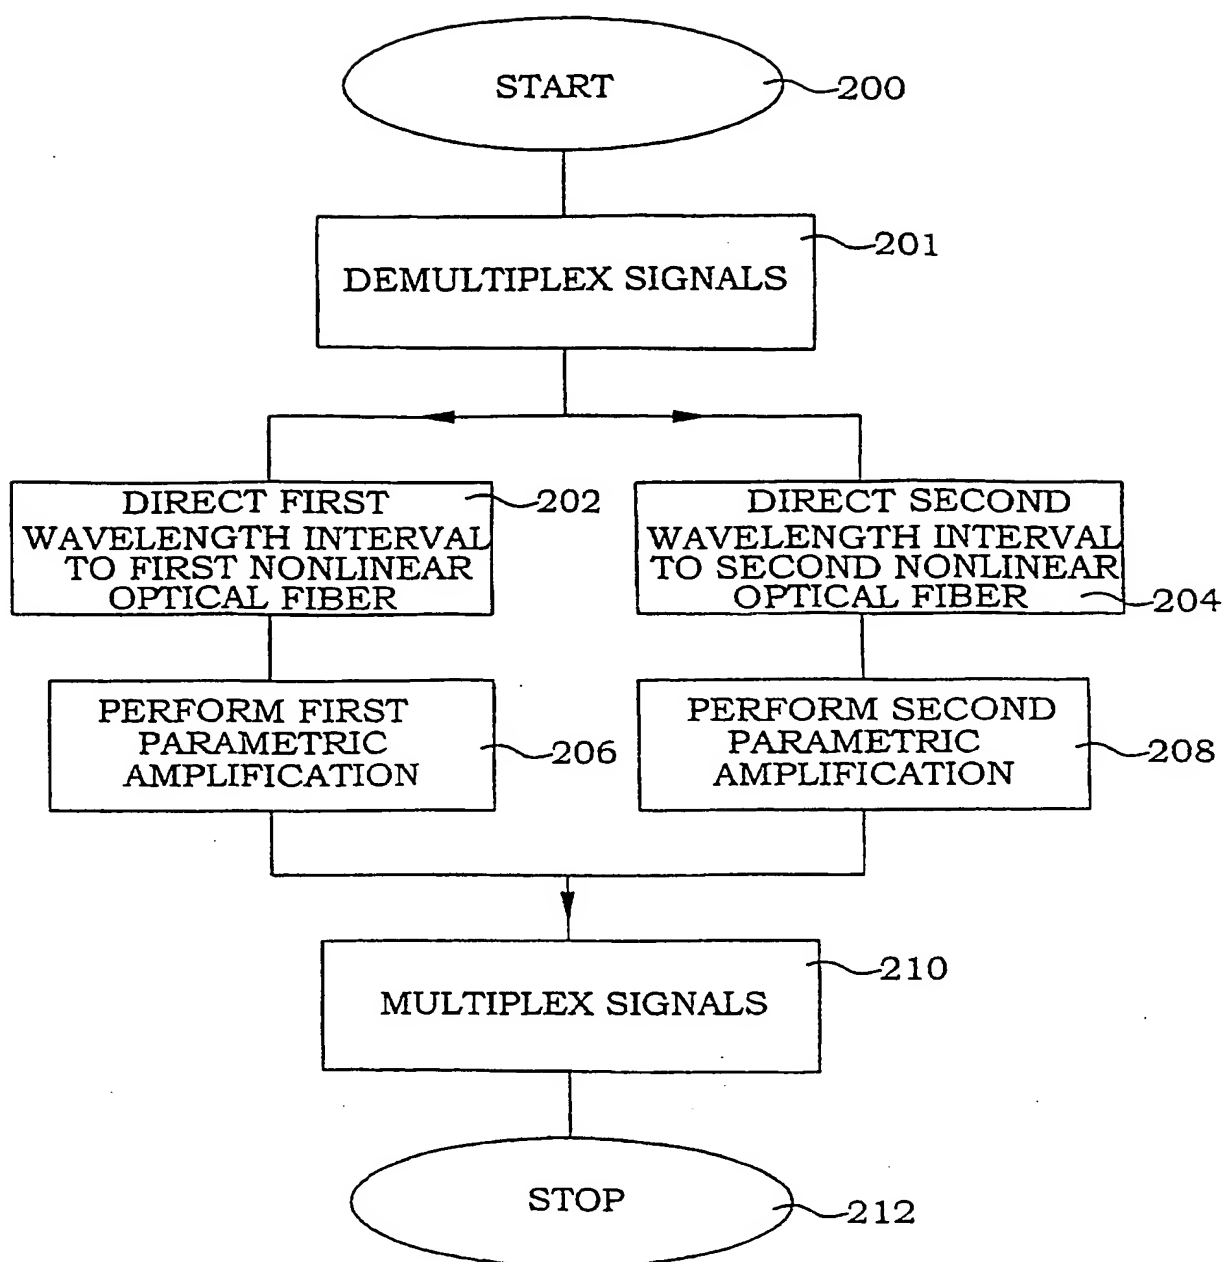 START
200
DEMULTIPLEX SIGNALS
201
DIRECT FIRST
WAVELENGTH INTERVAL
TO FIRST NONLINEAR
OPTICAL FIBER
202
DIRECT SECOND
WAVELENGTH INTERVAL
TO SECOND NONLINEAR
OPTICAL FIBER
204
PERFORM FIRST
PARAMETRIC
AMPLIFICATION
206
PERFORM SECOND
PARAMETRIC
AMPLIFICATION
208
MULTIPLEX SIGNALS
210
STOP
212